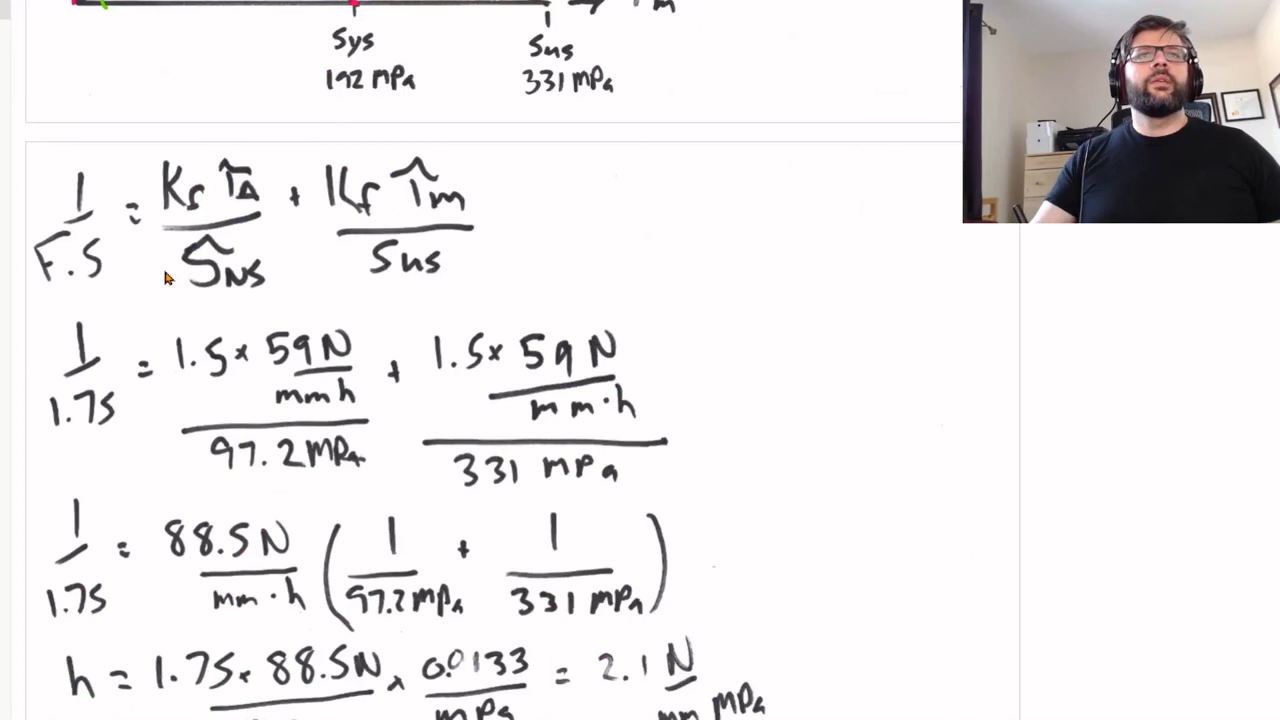 Sys Sus
192 MPa 331 MPa
1/F.S = Kf τ̂A/ŜNS + Kf τ̂m/Sus
1/1.75 = 1.5 × 59 N/mm h/97.2 MPa + 1.5 × 59 N/mm·h/331 MPa
1/1.75 = 88.5 N/mm·h (1/97.2 MPa + 1/331 MPa)
h = 1.75 × 88.5 N × 0.0133/MPa = 2.1 N/mm MPa